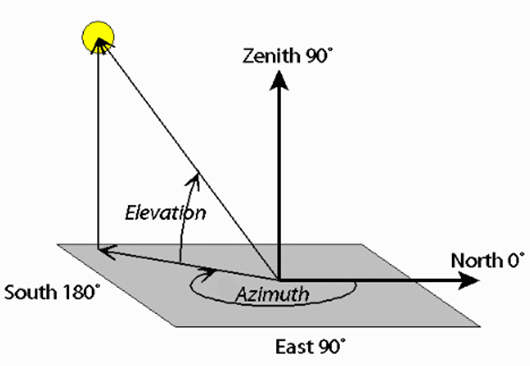 Zenith 90°
Elevation
North 0°
South 180°
Azimuth
East 90°